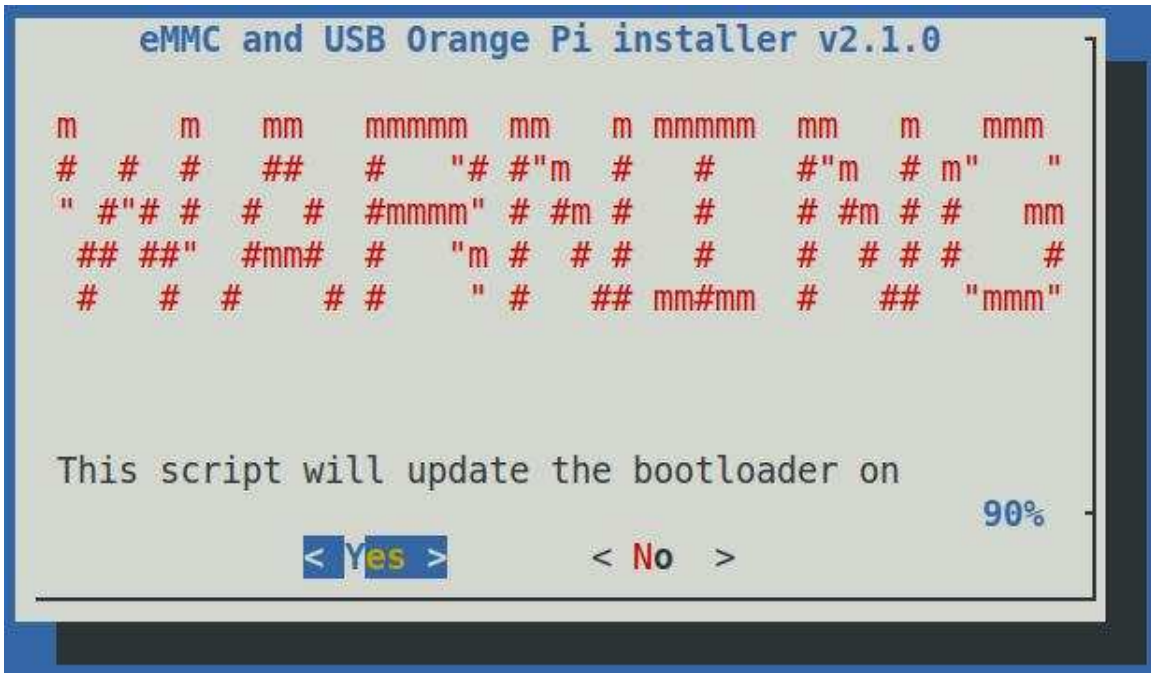 eMMC and USB Orange Pi installer v2.1.0
WARNING
This script will update the bootloader on
90%
< Yes > < No >